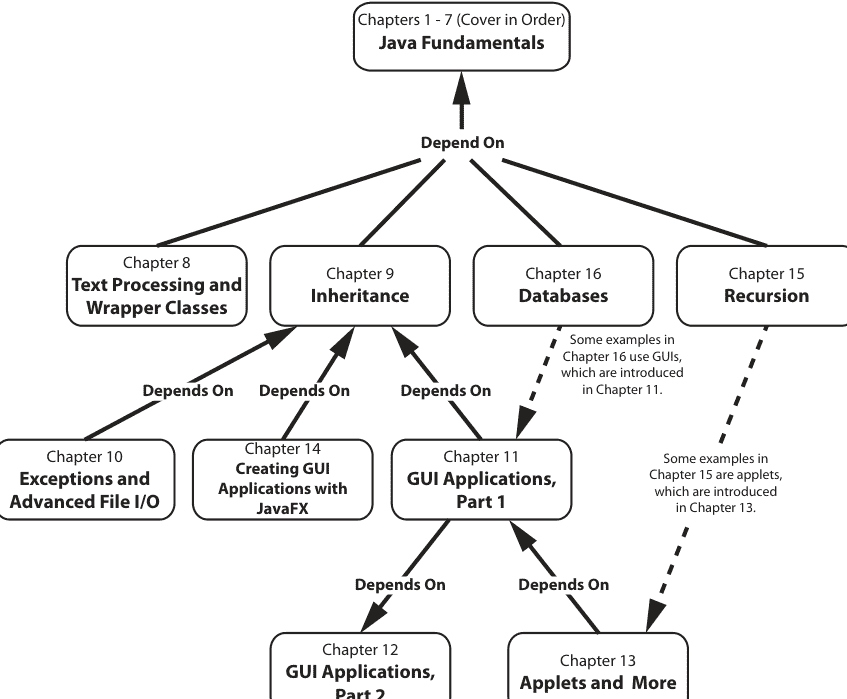 Chapters 1 - 7 (Cover in Order)
Java Fundamentals
Depend On
Chapter 8
Text Processing and
Wrapper Classes
Chapter 9
Inheritance
Chapter 16
Databases
Chapter 15
Recursion
Some examples in
Chapter 16 use GUIs,
which are introduced
in Chapter 11.
Depends On
Depends On
Depends On
Chapter 10
Exceptions and
Advanced File I/O
Chapter 14
Creating GUI
Applications with
JavaFX
Chapter 11
GUI Applications,
Part 1
Some examples in
Chapter 15 are applets,
which are introduced
in Chapter 13.
Depends On
Depends On
Chapter 12
GUI Applications,
Part 2
Chapter 13
Applets and More